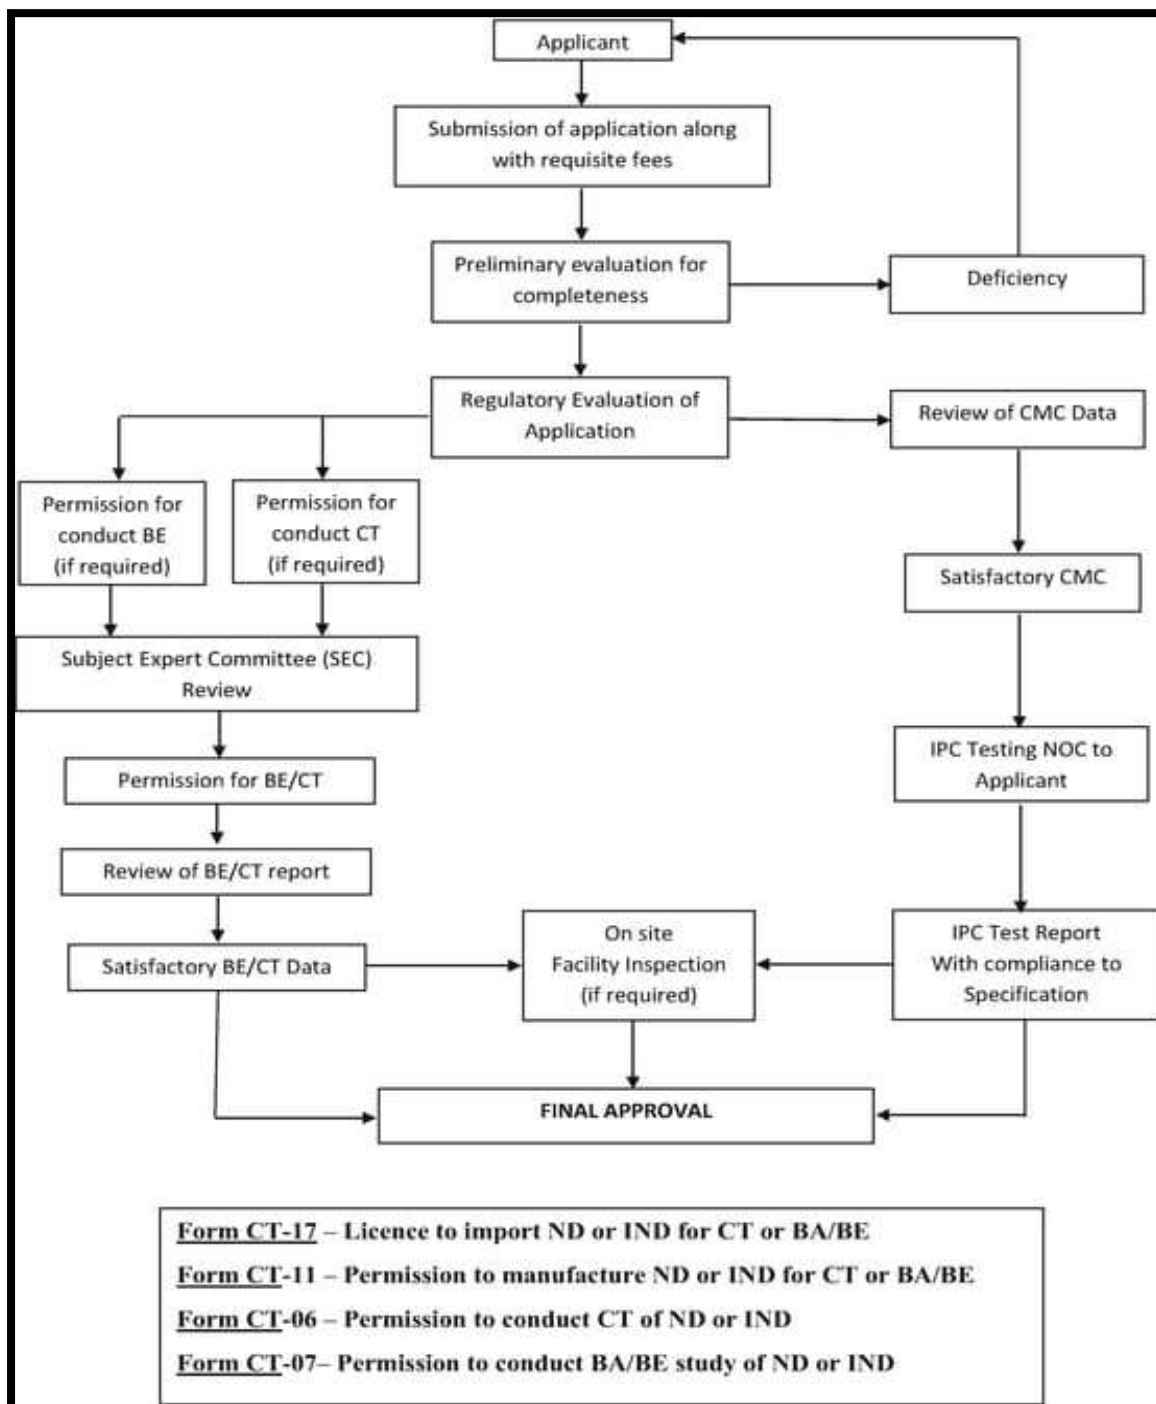 Applicant
Submission of application along
with requisite fees
Preliminary evaluation for
completeness
Deficiency
Regulatory Evaluation of
Application
Review of CMC Data
Permission for
conduct BE
(if required)
Permission for
conduct CT
(if required)
Satisfactory CMC
Subject Expert Committee (SEC)
Review
IPC Testing NOC to
Applicant
Permission for BE/CT
Review of BE/CT report
Satisfactory BE/CT Data
On site
Facility Inspection
(if required)
IPC Test Report
With compliance to
Specification
FINAL APPROVAL
Form CT-17 – Licence to import ND or IND for CT or BA/BE
Form CT-11 – Permission to manufacture ND or IND for CT or BA/BE
Form CT-06 – Permission to conduct CT of ND or IND
Form CT-07– Permission to conduct BA/BE study of ND or IND